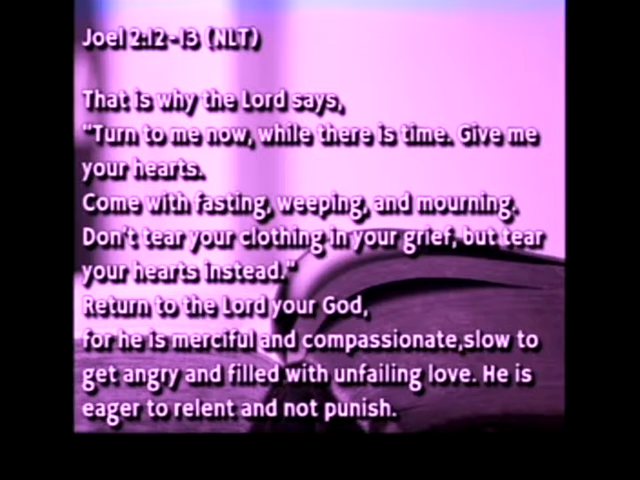 Joel 2:12-13 (NLT)
That is why the Lord says,
"Turn to me now, while there is time. Give me
your hearts.
Come with fasting, weeping, and mourning.
Don't tear your clothing in your grief, but tear
your hearts instead."
Return to the Lord your God,
for he is merciful and compassionate,slow to
get angry and filled with unfailing love. He is
eager to relent and not punish.